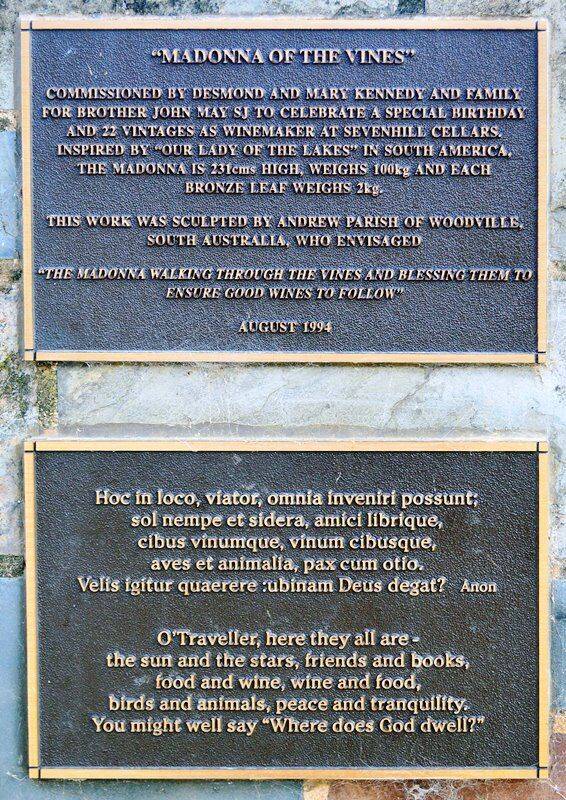 "MADONNA OF THE VINES"
COMMISSIONED BY DESMOND AND MARY KENNEDY AND FAMILY
FOR BROTHER JOHN MAY SJ TO CELEBRATE A SPECIAL BIRTHDAY
AND 22 VINTAGES AS WINEMAKER AT SEVENHILL CELLARS.
INSPIRED BY "OUR LADY OF THE LAKES" IN SOUTH AMERICA,
THE MADONNA IS 231cms HIGH, WEIGHS 100kg AND EACH
BRONZE LEAF WEIGHS 2kg.
THIS WORK WAS SCULPTED BY ANDREW PARISH OF WOODVILLE,
SOUTH AUSTRALIA, WHO ENVISAGED
"THE MADONNA WALKING THROUGH THE VINES AND BLESSING THEM TO
ENSURE GOOD WINES TO FOLLOW"
AUGUST 1994
Hoc in loco, viator, omnia inveniri possunt;
sol nempe et sidera, amici librique,
cibus vinumque, vinum cibusque,
aves et animalia, pax cum otio.
Velis igitur quaerere :ubinam Deus degat? Anon
O'Traveller, here they all are -
the sun and the stars, friends and books,
food and wine, wine and food,
birds and animals, peace and tranquility.
You might well say "Where does God dwell?"